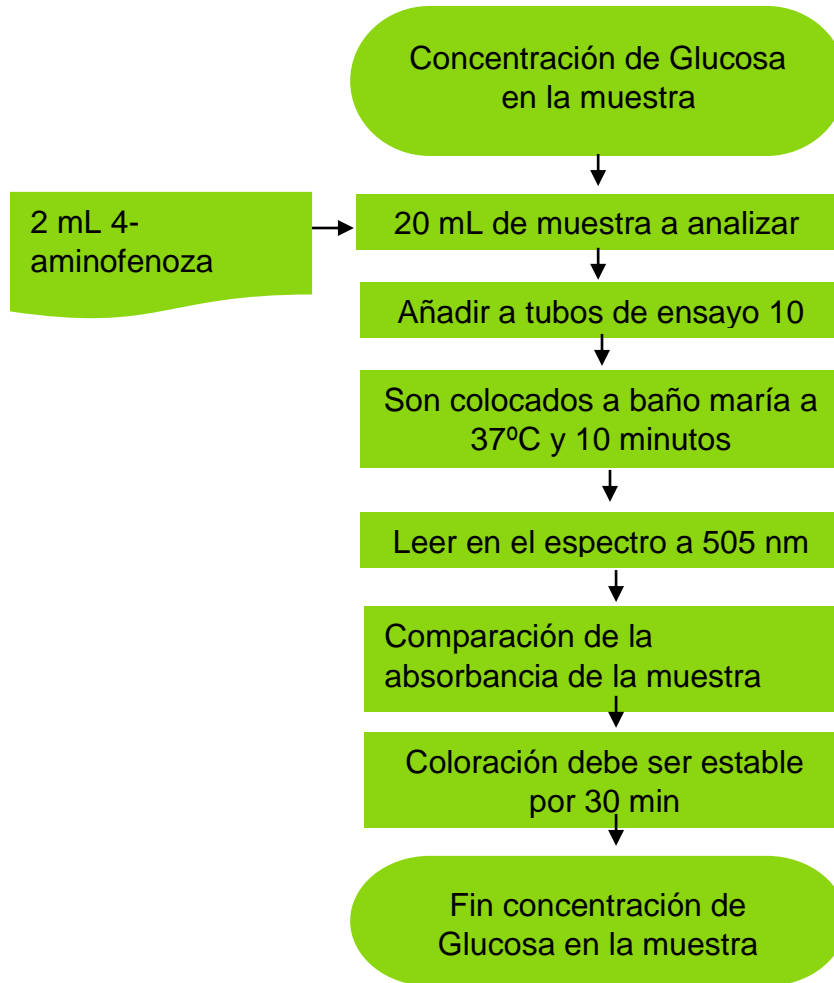 Concentración de Glucosa
en la muestra
2 mL 4-
aminofenoza
20 mL de muestra a analizar
Añadir a tubos de ensayo 10
Son colocados a baño maría a
37ºC y 10 minutos
Leer en el espectro a 505 nm
Comparación de la
absorbancia de la muestra
Coloración debe ser estable
por 30 min
Fin concentración de
Glucosa en la muestra